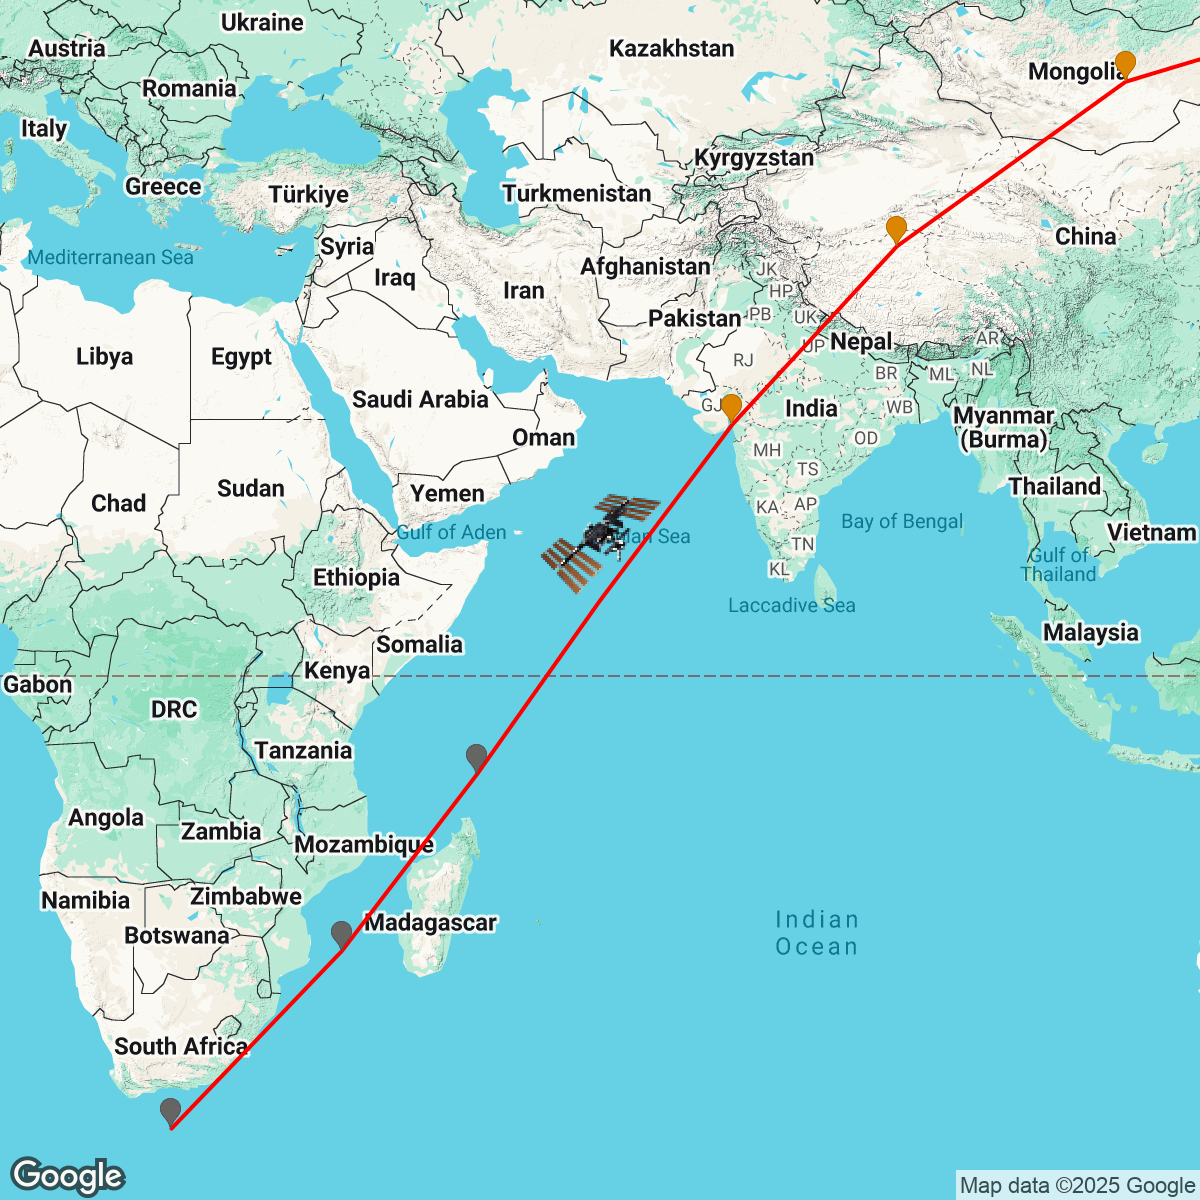 Ukraine
Austria
Kazakhstan
Mongolia
Romania
Italy
Kyrgyzstan
Greece
Türkiye
Turkmenistan
Syria
China
Mediterranean Sea
Iraq
Afghanistan
JK
Iran
HP
Pakistan
PB
UK
Nepal
AR
Libya
Egypt
RJ
UP
BR
ML
NL
Saudi Arabia
GJ
India
WB
Myanmar
(Burma)
Oman
OD
MH
TS
Chad
Sudan
Yemen
Thailand
KA
AP
Gulf of Aden
Bay of Bengal
Vietnam
Sea
TN
Gulf of
Thailand
KL
Ethiopia
Laccadive Sea
Somalia
Malaysia
Kenya
Gabon
DRC
Tanzania
Angola
Zambia
Mozambique
Namibia
Zimbabwe
Madagascar
Botswana
Indian
Ocean
South Africa
Google
Map data ©2025 Google